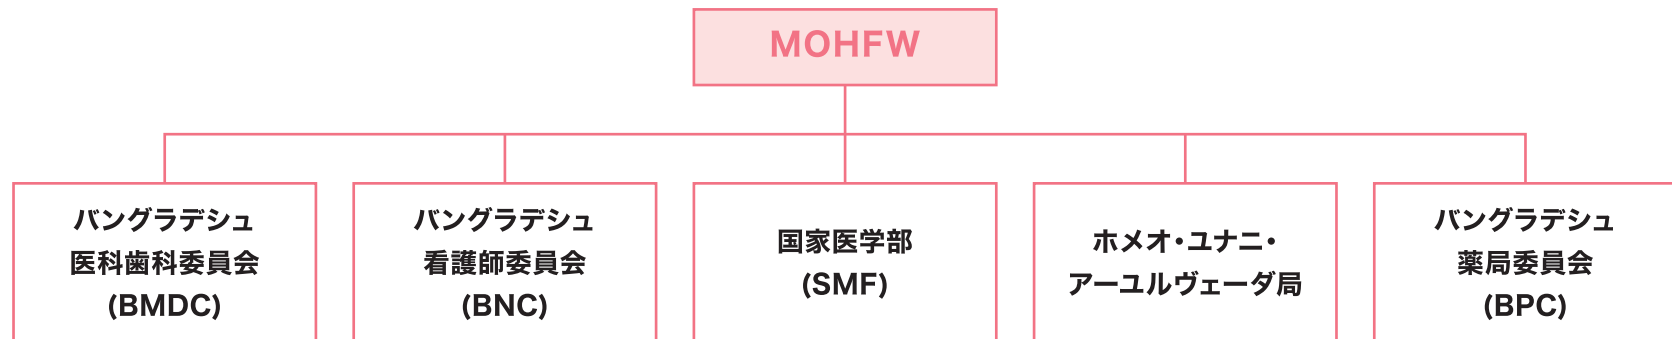 MOHFW
バングラデシュ
医科歯科委員会
(BMDC)
バングラデシュ
看護師委員会
(BNC)
国家医学部
(SMF)
ホメオ・ユナニ・
アーユルヴェーダ局
バングラデシュ
薬局委員会
(BPC)